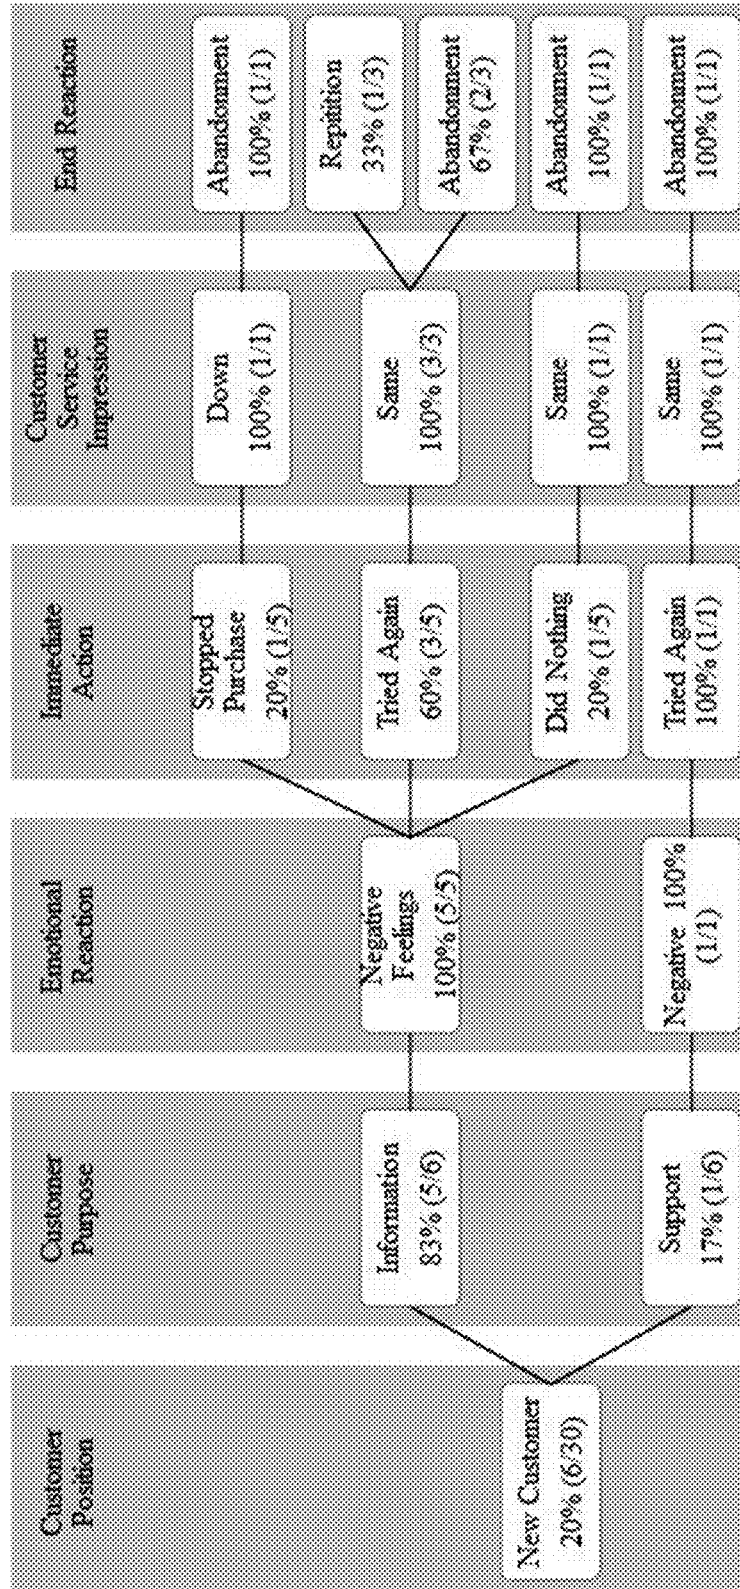 Customer
Position
Customer
Purpose
Emotional
Reaction
Immediate
Action
Customer
Service
Impression
End Reaction
New Customer
20% (6/30)
Information
83% (5/6)
Support
17% (1/6)
Negative
Feelings
100% (5/5)
Negative 100%
(1/1)
Stopped
Purchase
20% (1/5)
Tried Again
60% (3/5)
Did Nothing
20% (1/5)
Tried Again
100% (1/1)
Down
100% (1/1)
Same
100% (3/3)
Same
100% (1/1)
Same
100% (1/1)
Abandonment
100% (1/1)
Repitition
33% (1/3)
Abandonment
67% (2/3)
Abandonment
100% (1/1)
Abandonment
100% (1/1)